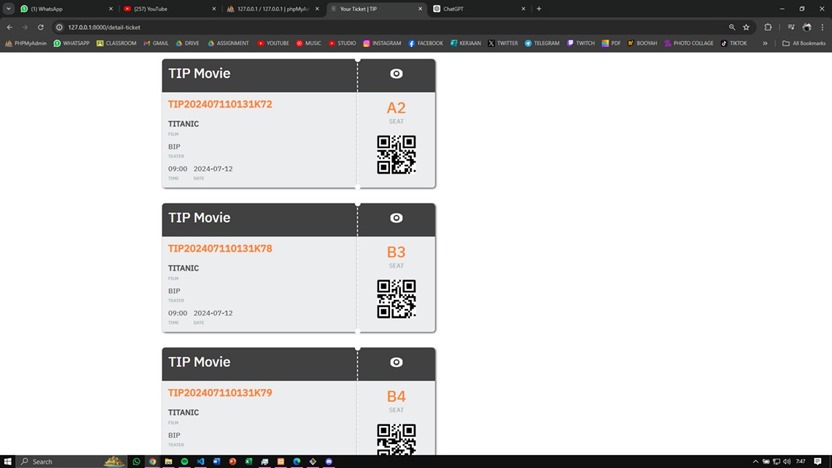 (1) WhatsApp
(257) YouTube
127.0.0.1 / 127.0.0.1 | phpMyAd
Your Ticket | TIP
ChatGPT
127.0.0.1:8000/detail-ticket
PHPMyAdmin WHATSAPP CLASSROOM GMAIL DRIVE ASSIGNMENT YOUTUBE MUSIC STUDIO INSTAGRAM FACEBOOK KERJAAN TWITTER TELEGRAM TWITCH PDF BOOYAH PHOTO COLLAGE TIKTOK » All Bookmarks
TIP Movie
TIP202407110131K72
A2
SEAT
TITANIC
FILM
BIP
TEATER
09:00 2024-07-12
TIME DATE
TIP Movie
TIP202407110131K78
B3
SEAT
TITANIC
FILM
BIP
TEATER
09:00 2024-07-12
TIME DATE
TIP Movie
TIP202407110131K79
B4
SEAT
TITANIC
FILM
BIP
Search
7:47